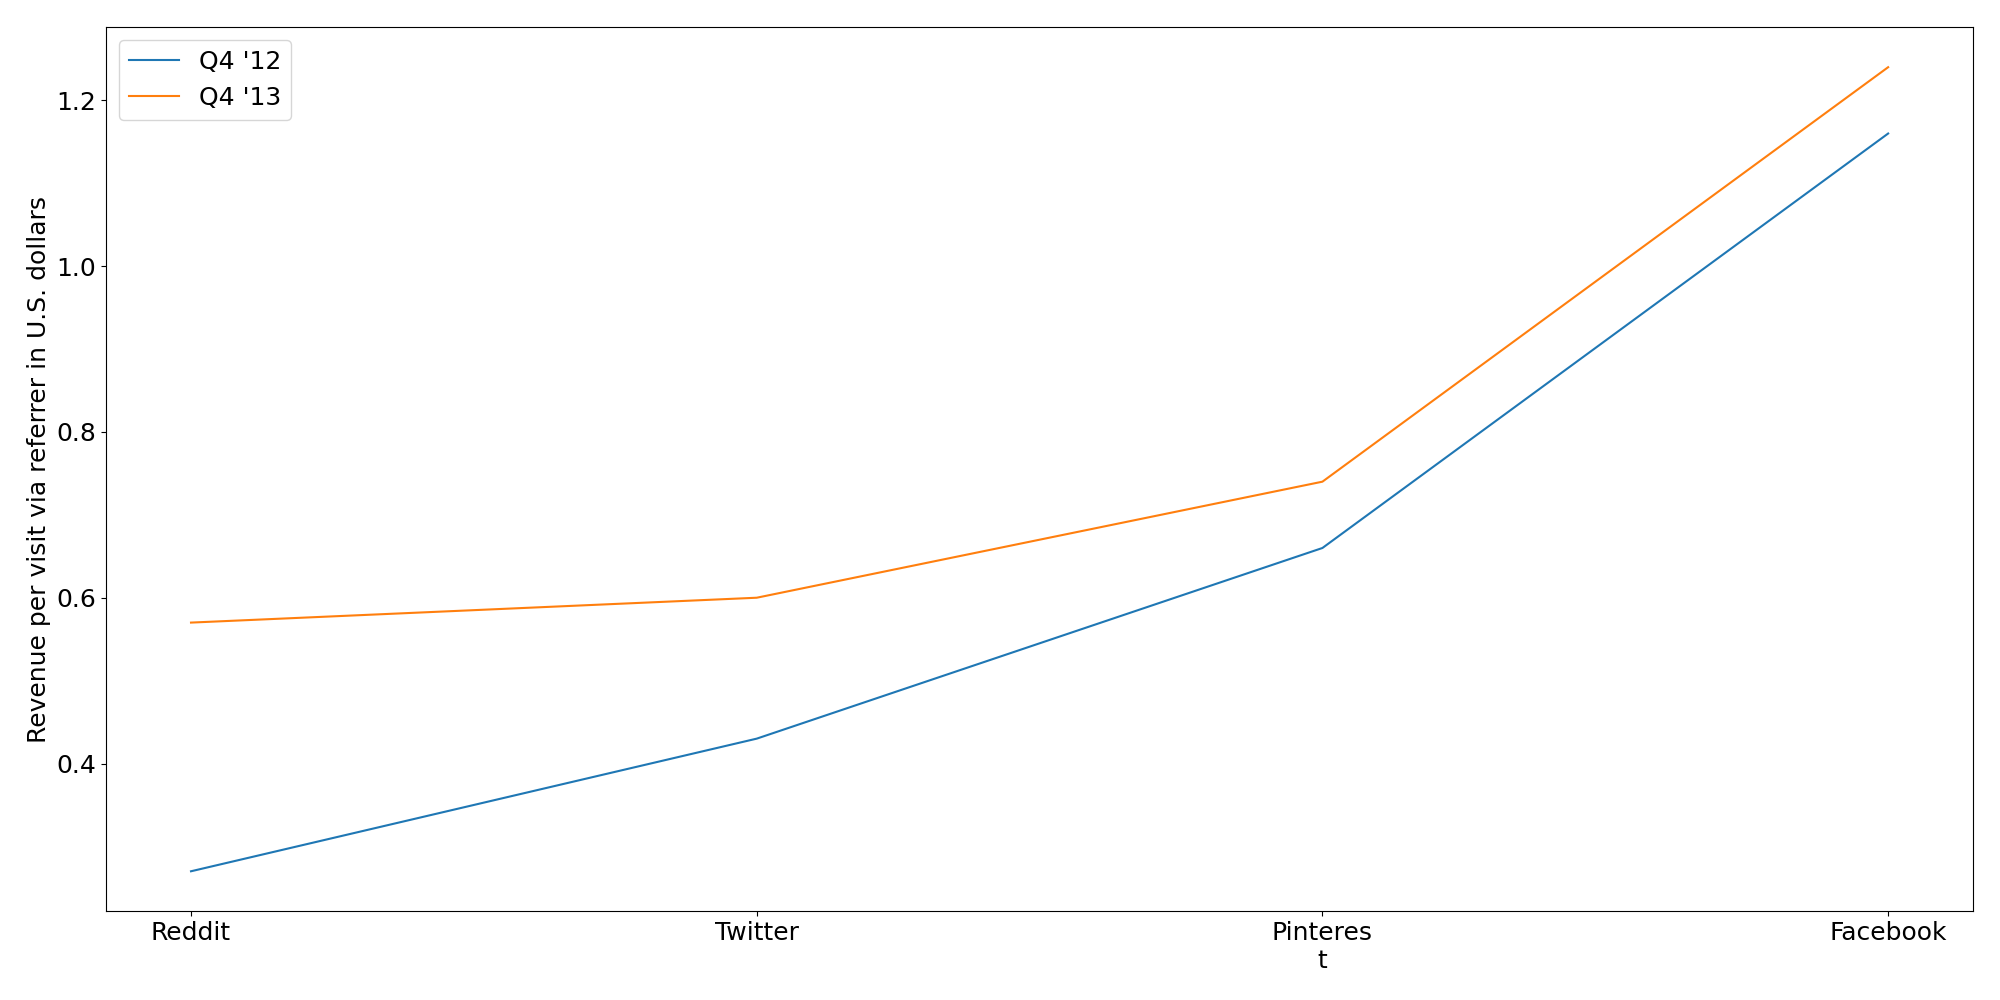 Q4 '12
Q4 '13
Revenue per visit via referrer in U.S. dollars
1.2
1.0
0.8
0.6
0.4
Reddit
Twitter
Pinteres
t
Facebook